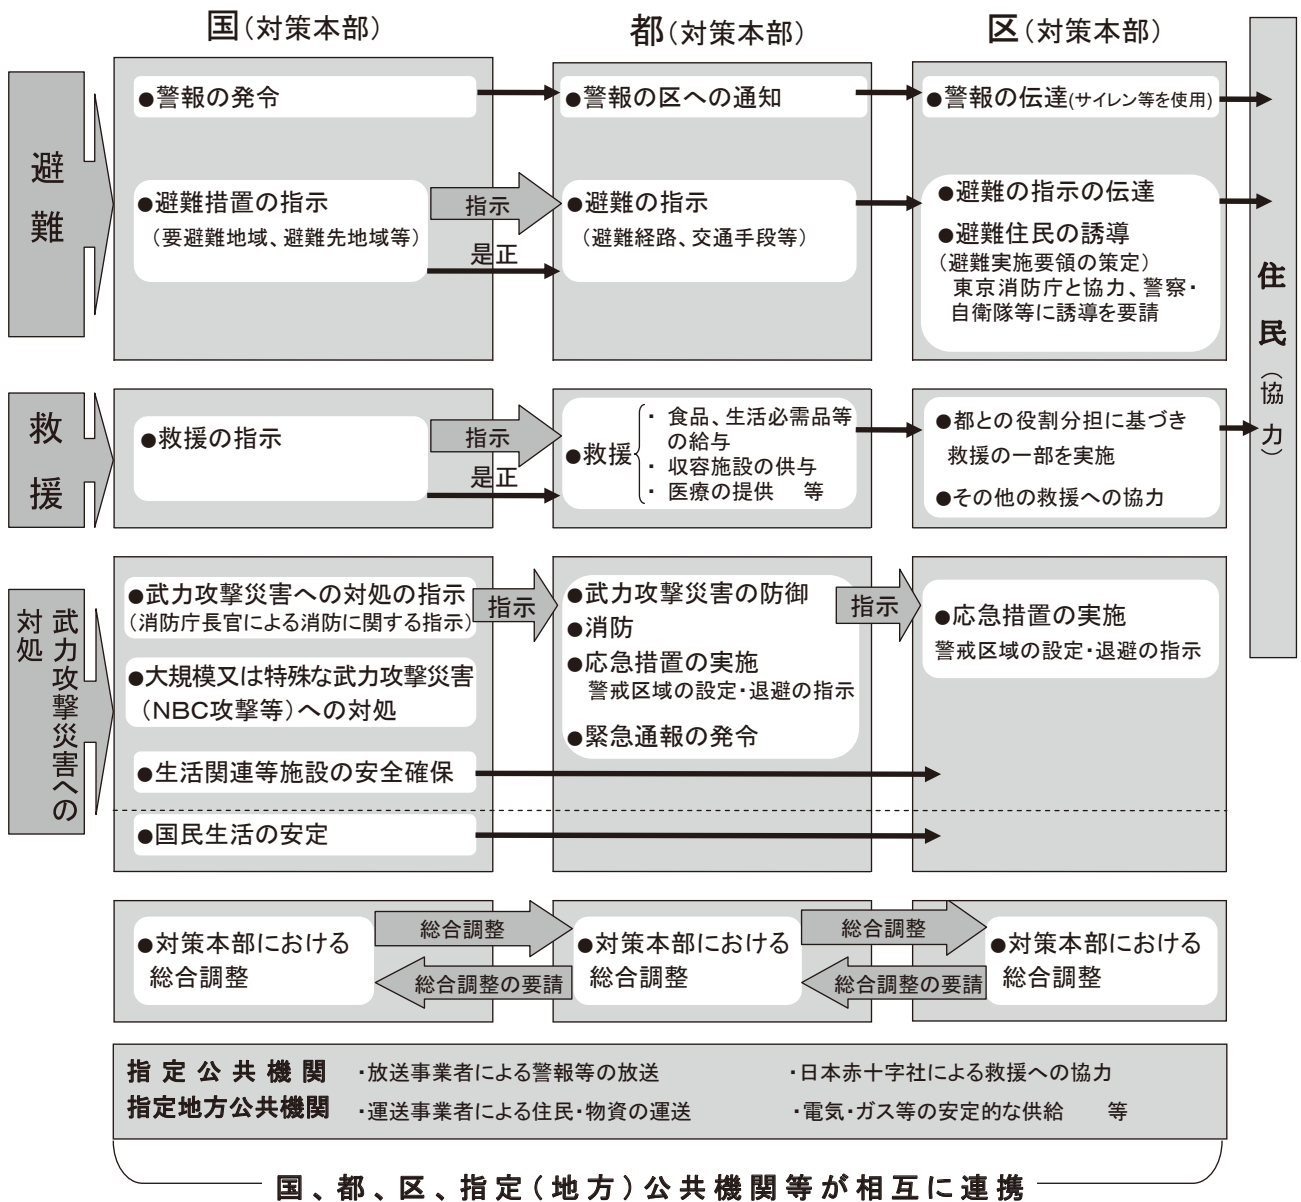 国(対策本部)
都(対策本部)
区(対策本部)
避難
●警報の発令
●警報の区への通知
●警報の伝達(サイレン等を使用)
●避難措置の指示
(要避難地域、避難先地域等)
指示
是正
●避難の指示
(避難経路、交通手段等)
●避難の指示の伝達
●避難住民の誘導
(避難実施要領の策定)
東京消防庁と協力、警察・
自衛隊等に誘導を要請
住民(協力)
救援
●救援の指示
指示
是正
●救援
・ 食品、生活必需品等
の給与
・ 収容施設の供与
・ 医療の提供 等
●都との役割分担に基づき
救援の一部を実施
●その他の救援への協力
武力攻撃災害への
対処
●武力攻撃災害への対処の指示
(消防庁長官による消防に関する指示)
指示
●大規模又は特殊な武力攻撃災害
(NBC攻撃等)への対処
●生活関連等施設の安全確保
●国民生活の安定
●武力攻撃災害の防御
●消防
●応急措置の実施
警戒区域の設定・退避の指示
●緊急通報の発令
指示
●応急措置の実施
警戒区域の設定・退避の指示
●対策本部における
総合調整
総合調整
総合調整の要請
●対策本部における
総合調整
総合調整
総合調整の要請
●対策本部における
総合調整
指定公共機関 ・放送事業者による警報等の放送 ・日本赤十字社による救援への協力
指定地方公共機関 ・運送事業者による住民・物資の運送 ・電気・ガス等の安定的な供給 等
国、都、区、指定(地方)公共機関等が相互に連携